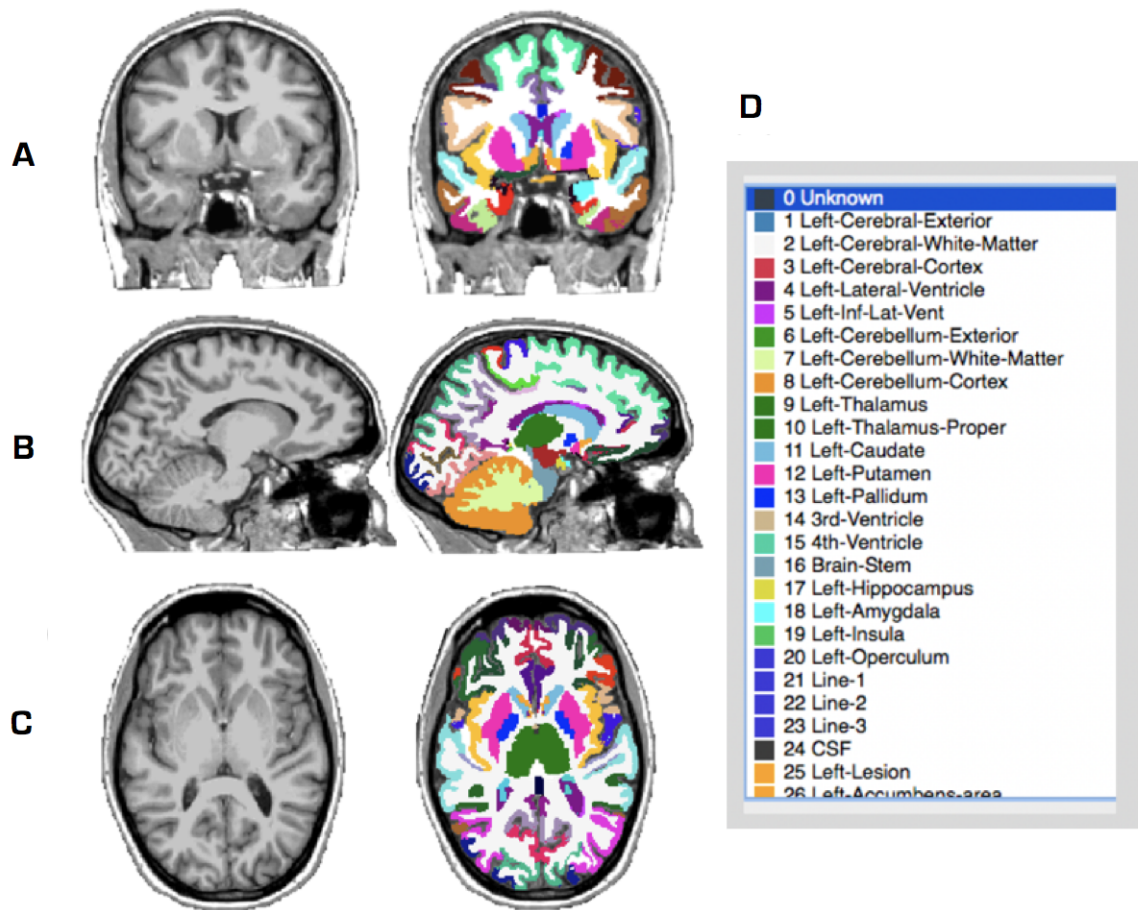 A
B
C
D
0 Unknown
1 Left-Cerebral-Exterior
2 Left-Cerebral-White-Matter
3 Left-Cerebral-Cortex
4 Left-Lateral-Ventricle
5 Left-Inf-Lat-Vent
6 Left-Cerebellum-Exterior
7 Left-Cerebellum-White-Matter
8 Left-Cerebellum-Cortex
9 Left-Thalamus
10 Left-Thalamus-Proper
11 Left-Caudate
12 Left-Putamen
13 Left-Pallidum
14 3rd-Ventricle
15 4th-Ventricle
16 Brain-Stem
17 Left-Hippocampus
18 Left-Amygdala
19 Left-Insula
20 Left-Operculum
21 Line-1
22 Line-2
23 Line-3
24 CSF
25 Left-Lesion
26 Left-Accumbens-area